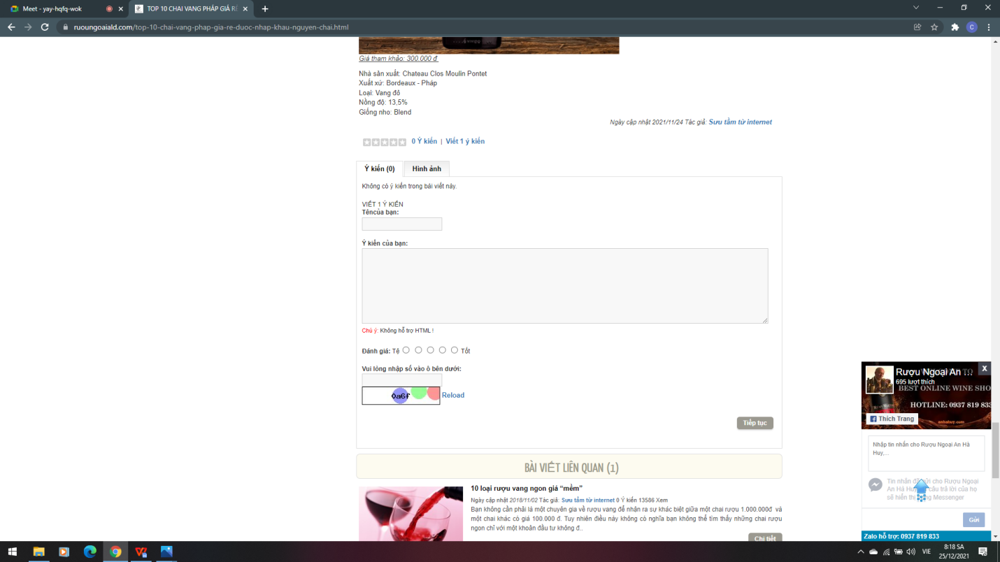 Meet - yay-hqfq-wok
TOP 10 CHAI VANG PHÁP GIÁ RẺ
ruoungoaiald.com/top-10-chai-vang-phap-gia-re-duoc-nhap-khau-nguyen-chai.html
C
Giá tham khảo: 300.000 đ
Nhà sản xuất: Chateau Clos Moulin Pontet
Xuất xứ: Bordeaux - Pháp
Loại: Vang đỏ
Nồng độ: 13,5%
Giống nho: Blend
Ngày cập nhật 2021/11/24 Tác giả: Sưu tầm từ internet
0 Ý kiến | Viết 1 ý kiến
Ý kiến (0) Hình ảnh
Không có ý kiến trong bài viết này.
VIẾT 1 Ý KIẾN
Têncủa bạn:
Ý kiến của bạn:
Chú ý: Không hỗ trợ HTML !
Đánh giá: Tệ Tốt
Vui lòng nhập số vào ô bên dưới:
0a6f Reload
Tiếp tục
BÀI VIẾT LIÊN QUAN (1)
10 loại rượu vang ngon giá “mềm”
Ngày cập nhật 2018/11/02 Tác giả: Sưu tầm từ internet 0 Ý kiến 13586 Xem
Bạn không cần phải là một chuyên gia về rượu vang để nhận ra sự khác biệt giữa một chai rượu 1.000.000đ và
một chai khác có giá 100.000 đ. Tuy nhiên điều này không có nghĩa bạn không thể tìm thấy những chai rượu
ngon chỉ với một khoản đầu tư không đ..
Chi tiết
X
Rượu Ngoại An ...
695 lượt thích
BEST ONLINE WINE SHO
HOTLINE: 0937 819 833
Thích Trang
anhahuy.com
Nhập tin nhắn cho Rượu Ngoại An Hà
Huy,...
Tin nhắn gửi cho Rượu Ngoại
An Hà Huy câu trả lời của họ
sẽ hiển thị Messenger
Gửi
Zalo hỗ trợ: 0937 819 833
VIE
8:18 SA
25/12/2021